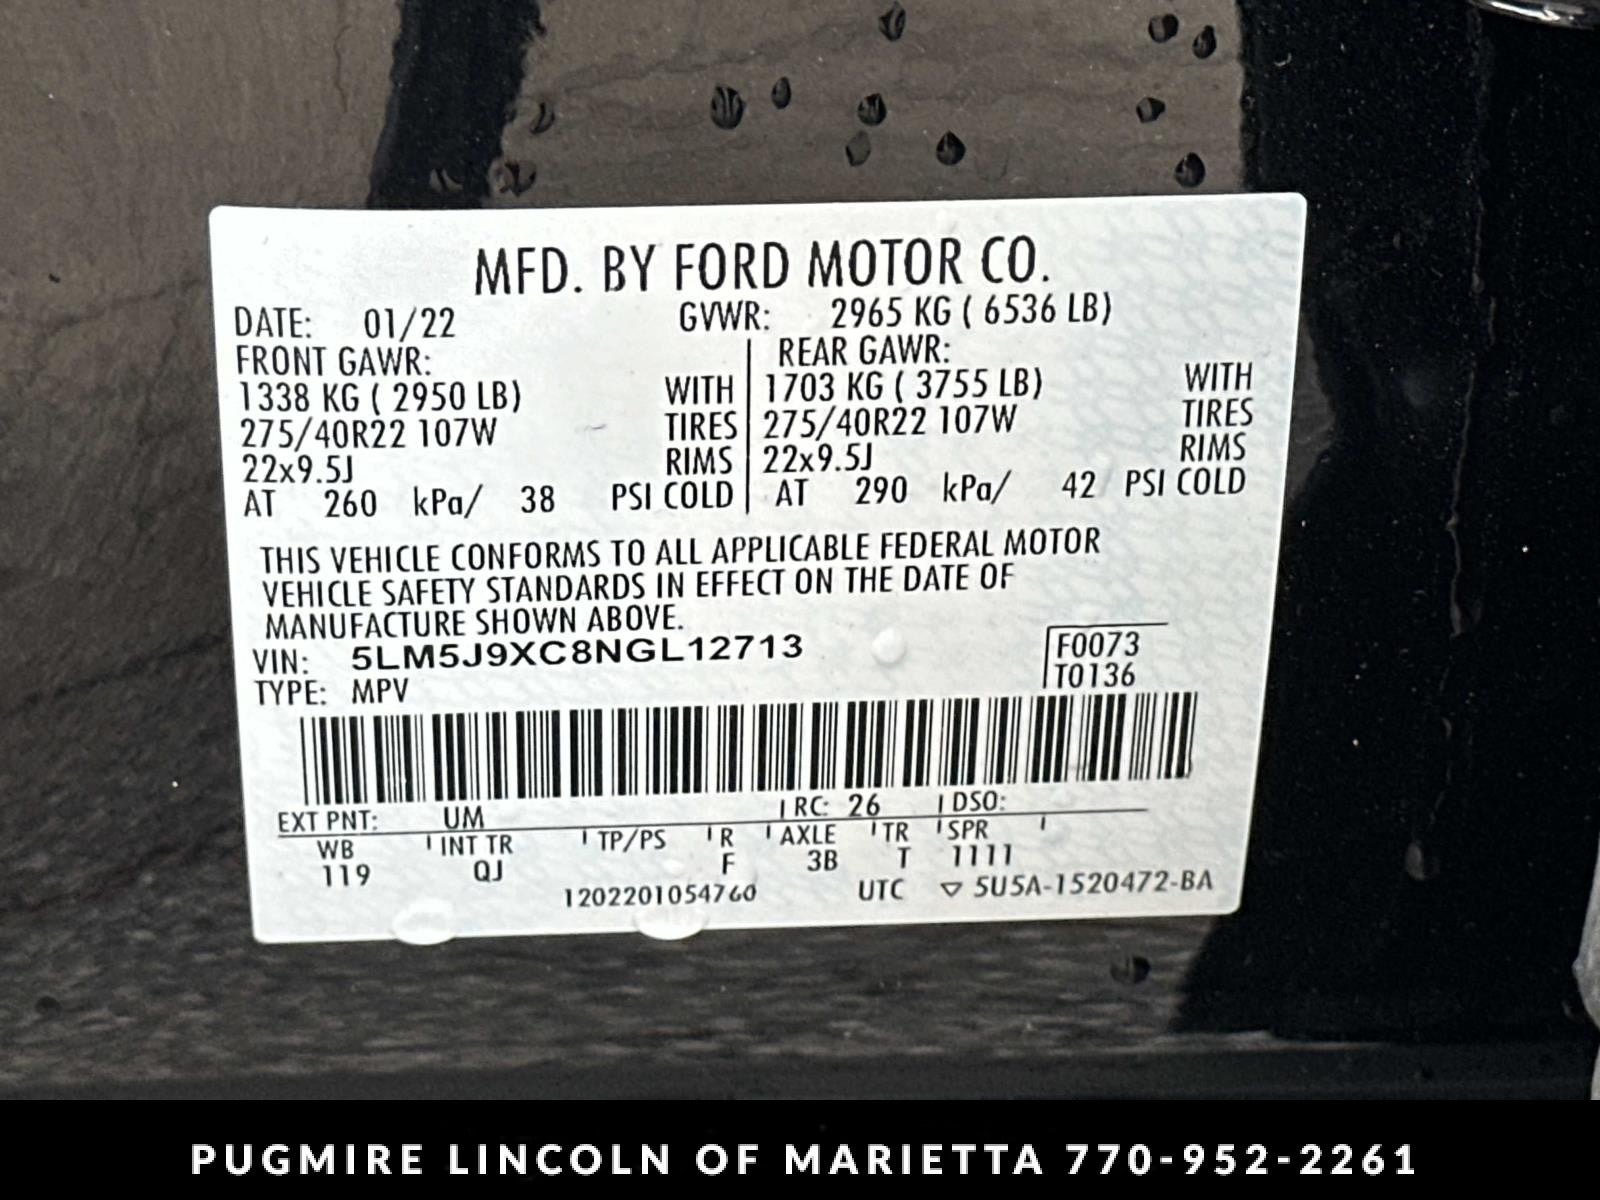 MFD. BY FORD MOTOR CO.
DATE: 01/22 GVWR: 2965 KG ( 6536 LB)
FRONT GAWR: REAR GAWR:
1338 KG ( 2950 LB) WITH 1703 KG ( 3755 LB) WITH
275/40R22 107W TIRES 275/40R22 107W TIRES
22x9.5J RIMS 22x9.5J RIMS
AT 260 kPa/ 38 PSI COLD AT 290 kPa/ 42 PSI COLD
THIS VEHICLE CONFORMS TO ALL APPLICABLE FEDERAL MOTOR
VEHICLE SAFETY STANDARDS IN EFFECT ON THE DATE OF
MANUFACTURE SHOWN ABOVE.
VIN: 5LM5J9XC8NGL12713 F0073
TYPE: MPV T0136
EXT PNT: UM RC: 26 DSO:
WB INT TR TP/PS R AXLE TR SPR
119 QJ F 3B T 1111
1202201054760 UTC ▽ 5U5A-1520472-BA
PUGMIRE LINCOLN OF MARIETTA 770-952-2261